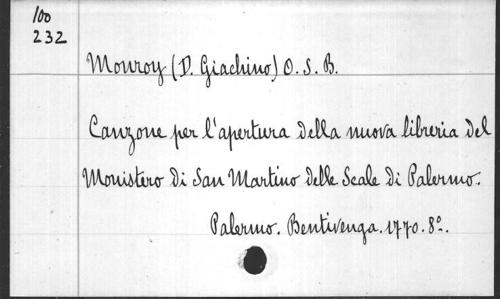 100
232
Monroy (D. Giachino) O. S. B.
Canzone per l'apertura della nuova libreria del
Monistero di San Martino delle Scale di Palermo.
Palermo. Bentivenga. 1770. 8º.